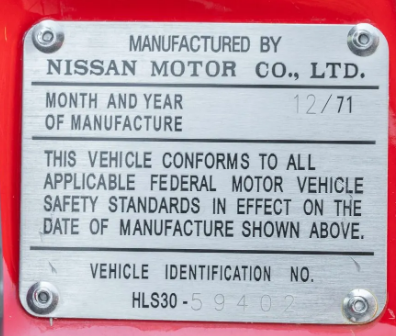 MANUFACTURED BY
NISSAN MOTOR CO., LTD.
MONTH AND YEAR 12/71
OF MANUFACTURE
THIS VEHICLE CONFORMS TO ALL
APPLICABLE FEDERAL MOTOR VEHICLE
SAFETY STANDARDS IN EFFECT ON THE
DATE OF MANUFACTURE SHOWN ABOVE.
VEHICLE IDENTIFICATION NO.
HLS30-59402